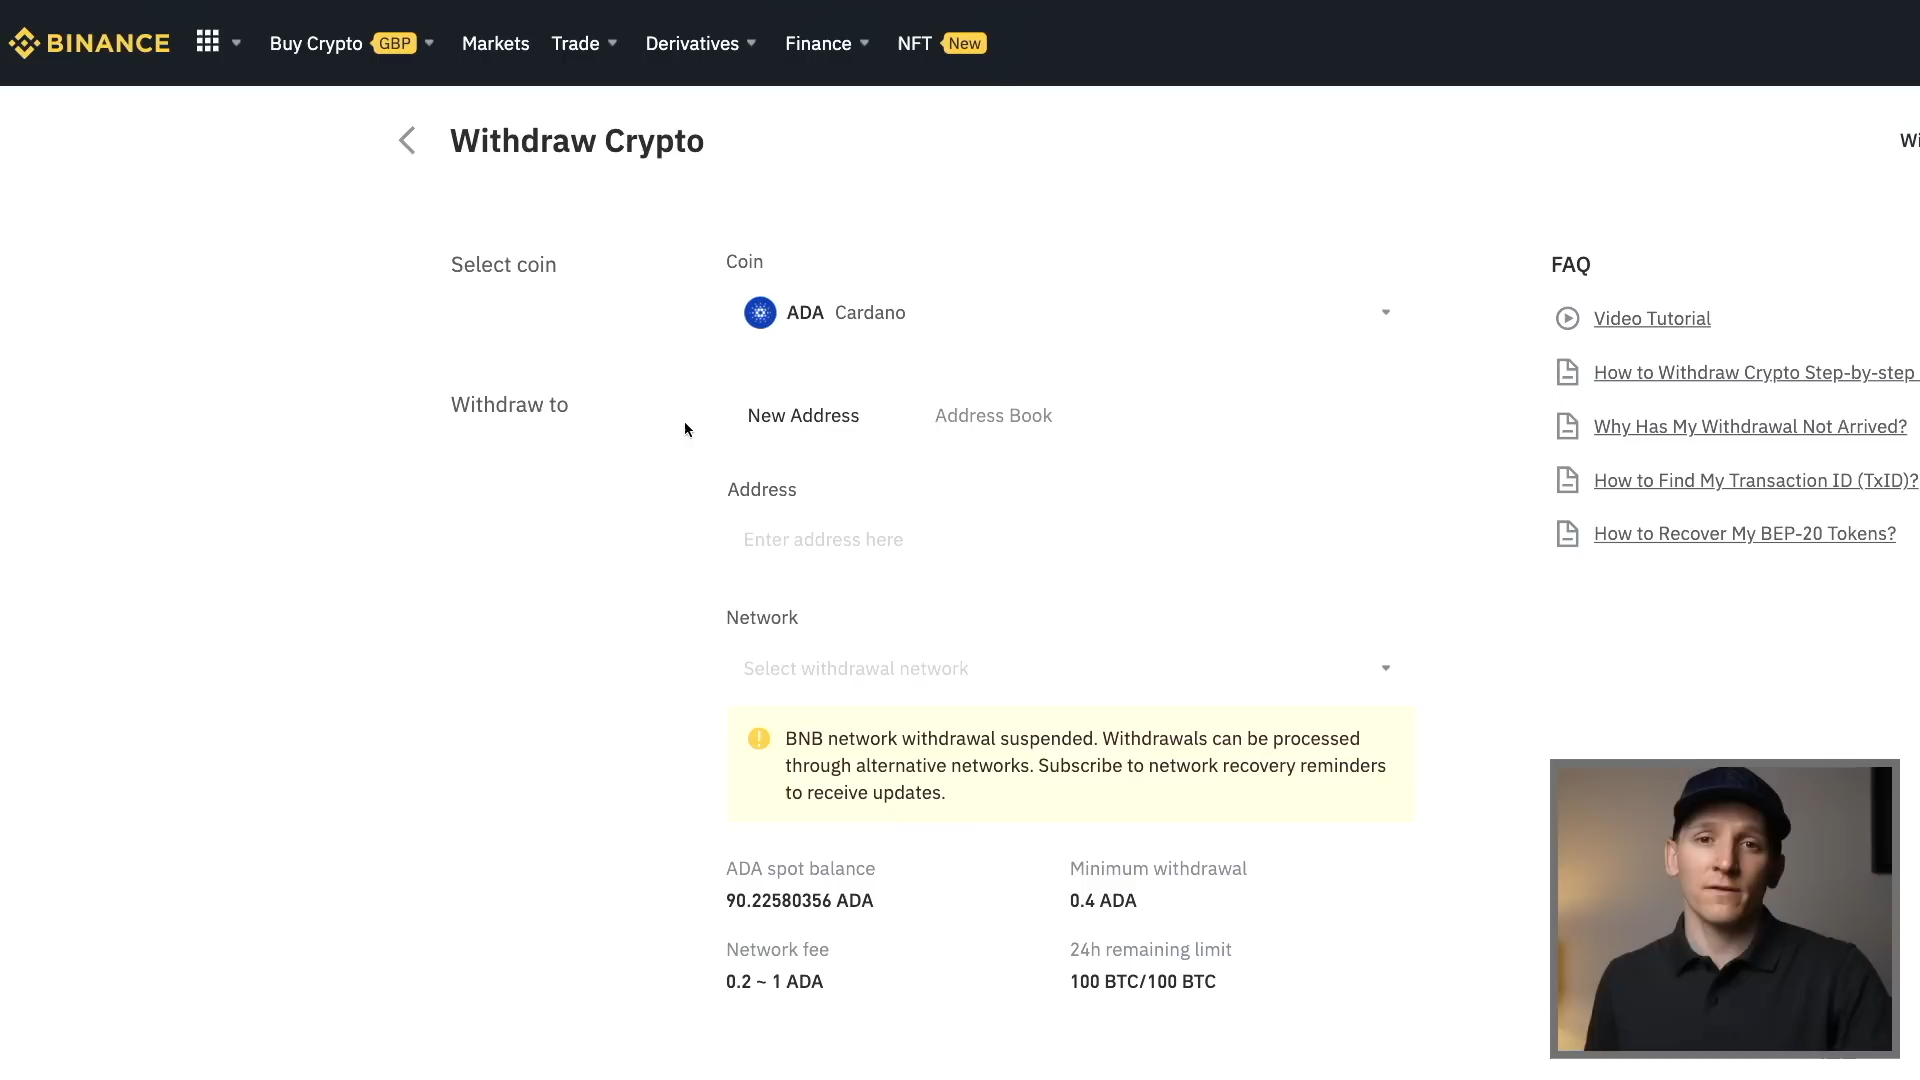 BINANCE
Buy Crypto GBP
Markets
Trade
Derivatives
Finance
NFT New
Withdraw Crypto
Select coin
Coin
ADA Cardano
Withdraw to
New Address
Address Book
Address
Enter address here
Network
Select withdrawal network
BNB network withdrawal suspended. Withdrawals can be processed
through alternative networks. Subscribe to network recovery reminders
to receive updates.
ADA spot balance
90.22580356 ADA
Minimum withdrawal
0.4 ADA
Network fee
0.2 ~ 1 ADA
24h remaining limit
100 BTC/100 BTC
FAQ
Video Tutorial
How to Withdraw Crypto Step-by-step
Why Has My Withdrawal Not Arrived?
How to Find My Transaction ID (TxID)?
How to Recover My BEP-20 Tokens?